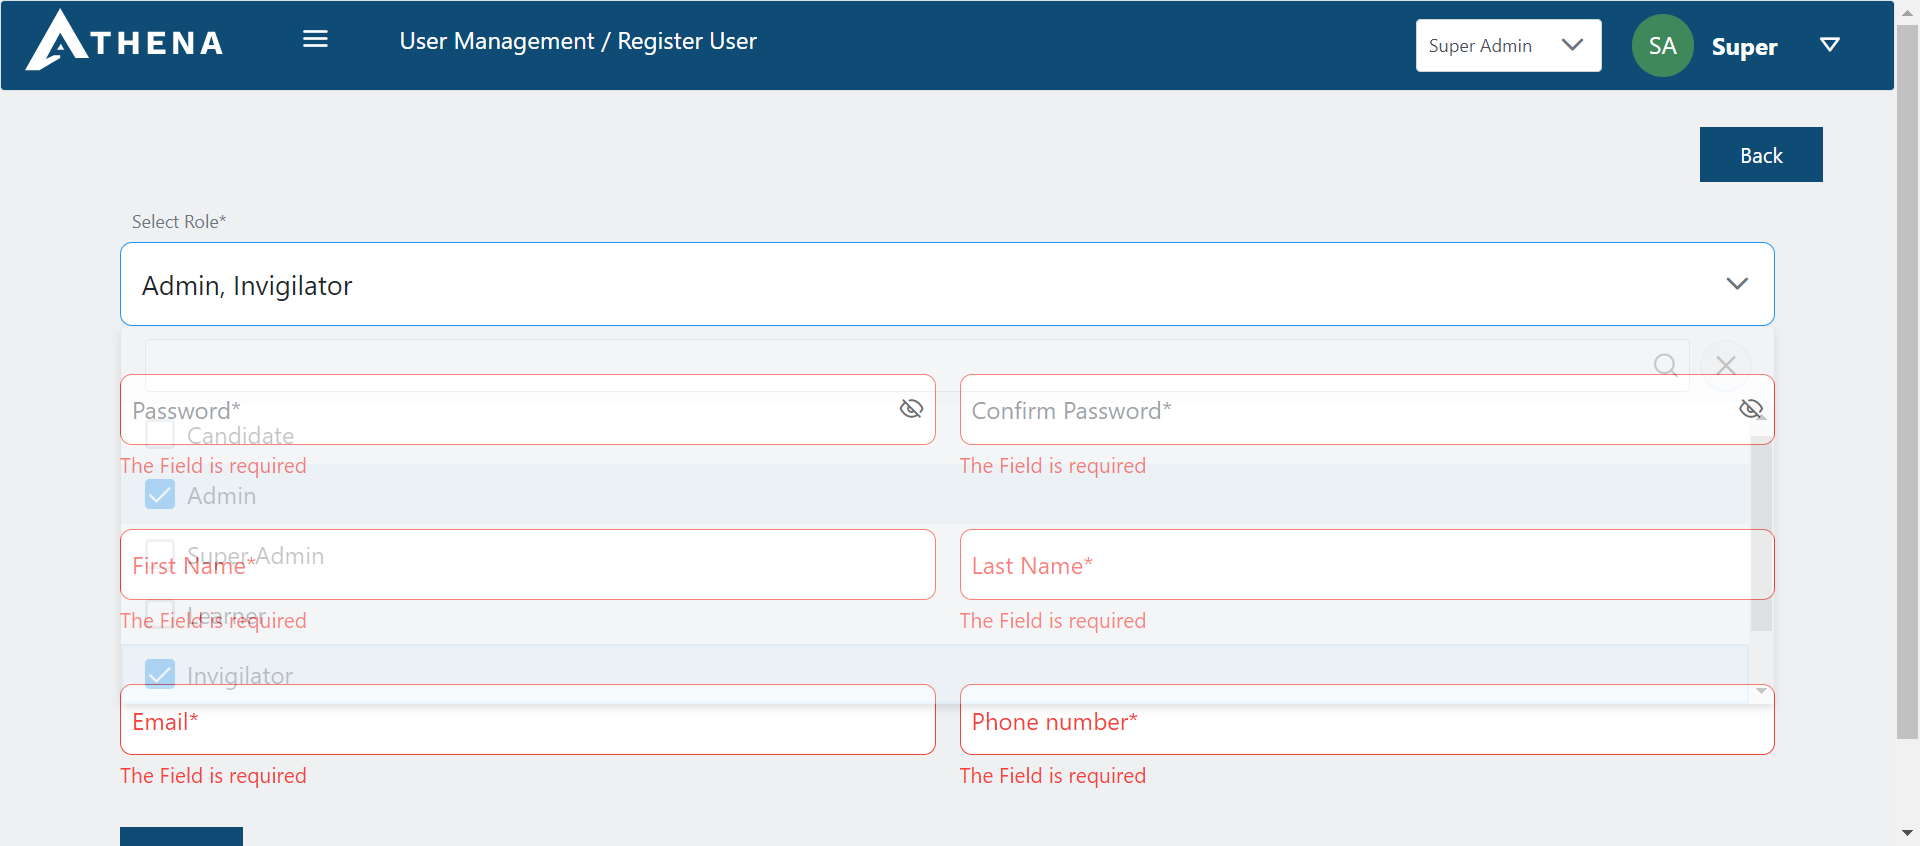 ATHENA
User Management / Register User
Super Admin
SA
Super
Back
Select Role*
Admin, Invigilator
Password*
Confirm Password*
Candidate
The Field is required
The Field is required
Admin
Super Admin
First Name*
Last Name*
Learner
The Field is required
The Field is required
Invigilator
Email*
Phone number*
The Field is required
The Field is required